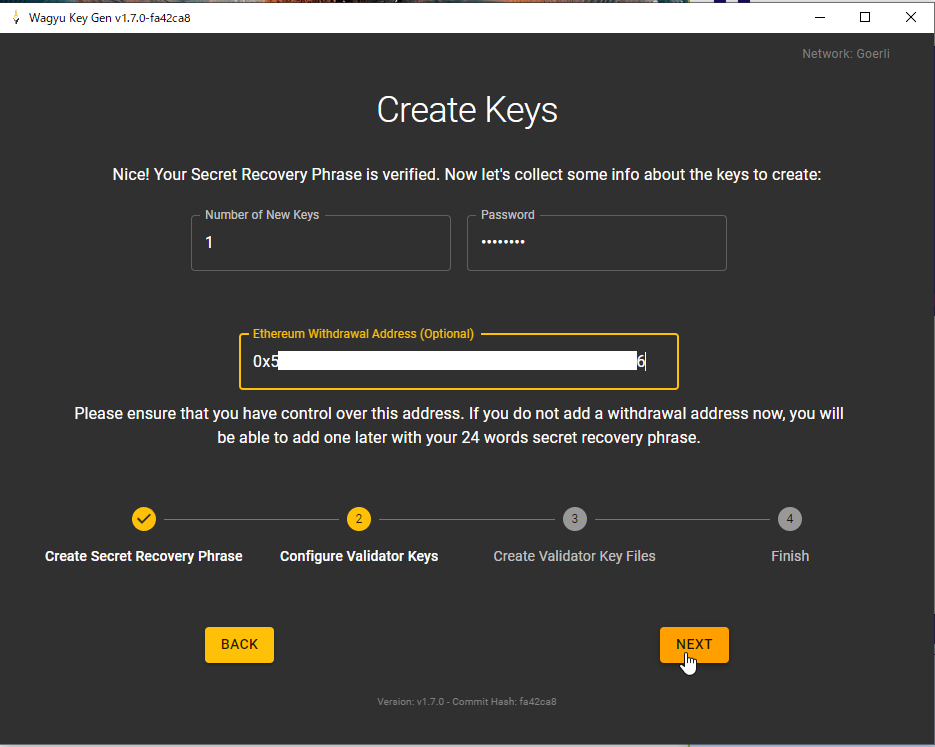 Wagyu Key Gen v1.7.0-fa42ca8
Network: Goerli
Create Keys
Nice! Your Secret Recovery Phrase is verified. Now let's collect some info about the keys to create:
Number of New Keys
1
Password
••••••••
Ethereum Withdrawal Address (Optional)
0x5
6
Please ensure that you have control over this address. If you do not add a withdrawal address now, you will
be able to add one later with your 24 words secret recovery phrase.
2
3
4
Create Secret Recovery Phrase
Configure Validator Keys
Create Validator Key Files
Finish
BACK
NEXT
Version: v1.7.0 - Commit Hash: fa42ca8